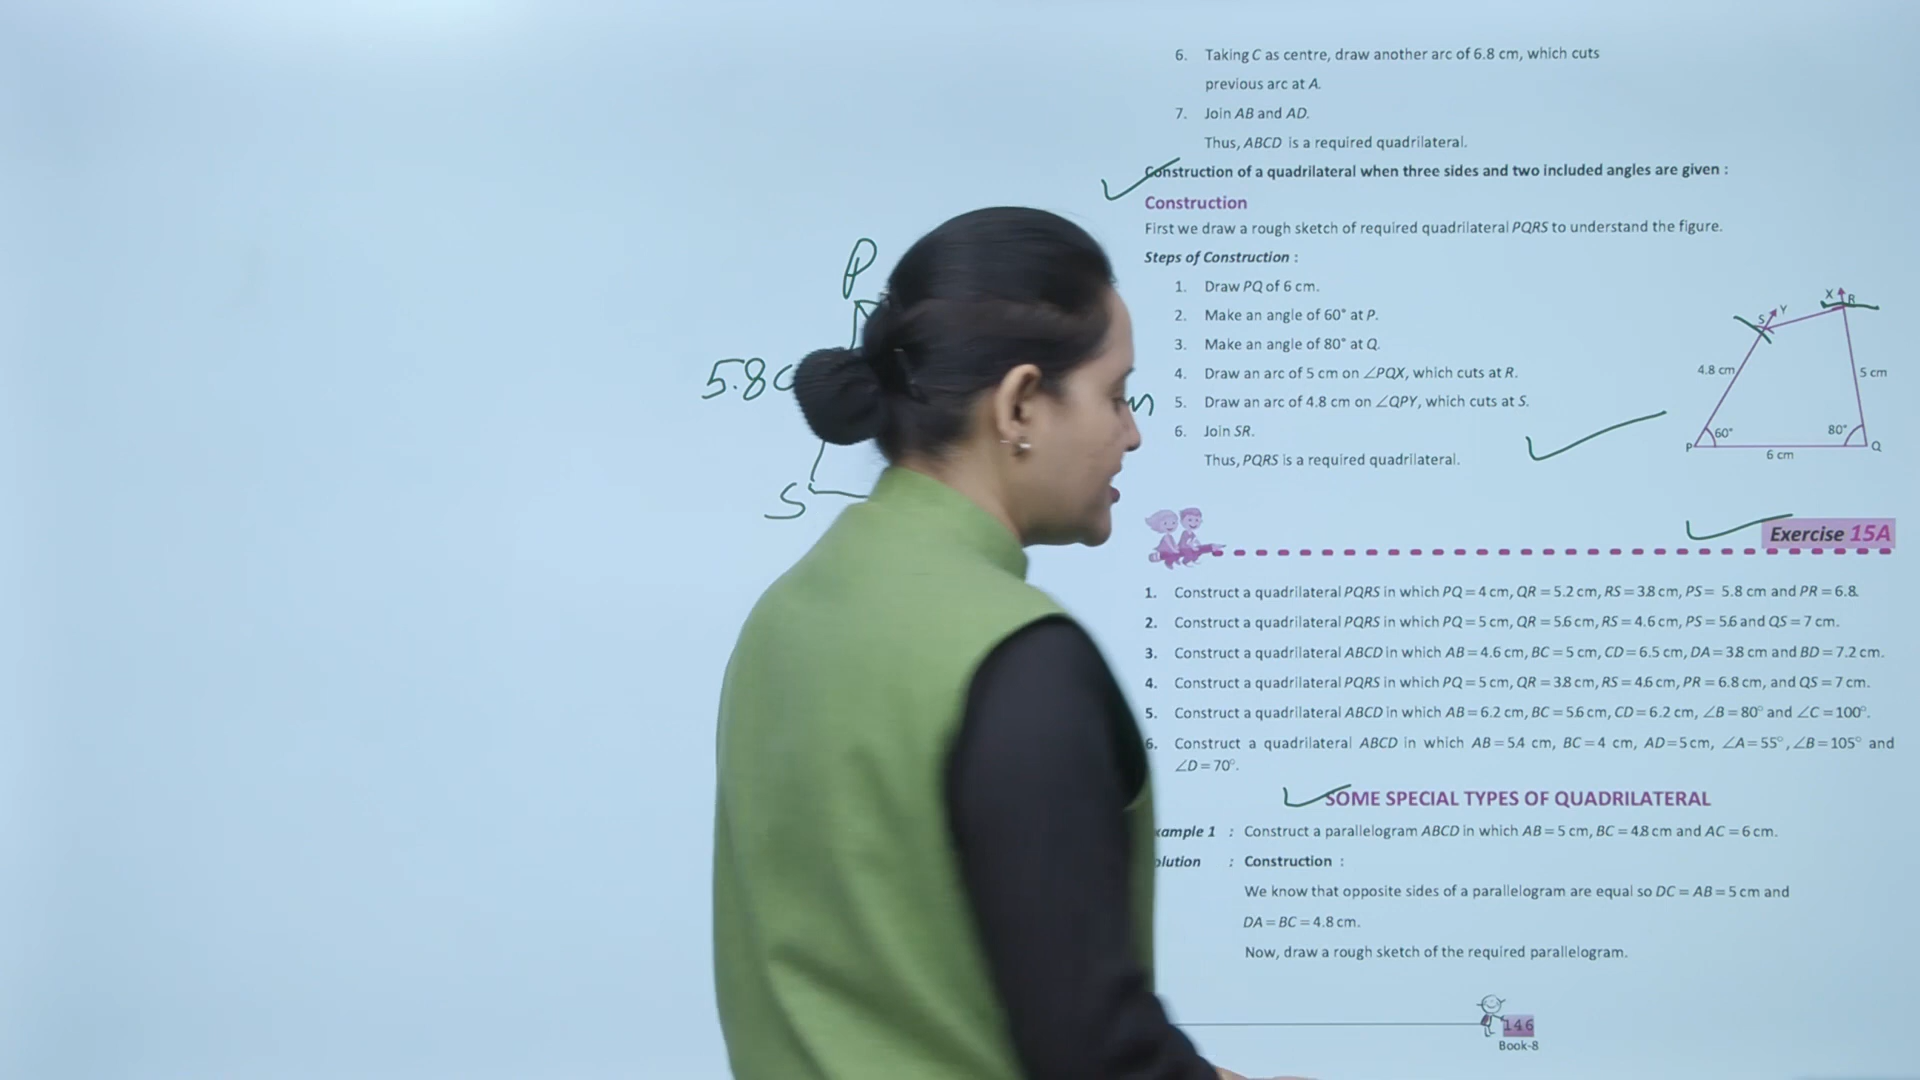 6. Taking C as centre, draw another arc of 6.8 cm, which cuts
previous arc at A.
7. Join AB and AD.
Thus, ABCD is a required quadrilateral.
Construction of a quadrilateral when three sides and two included angles are given :
Construction
First we draw a rough sketch of required quadrilateral PQRS to understand the figure.
Steps of Construction :
1. Draw PQ of 6 cm.
2. Make an angle of 60° at P.
3. Make an angle of 80° at Q.
4. Draw an arc of 5 cm on ∠PQX, which cuts at R.
5. Draw an arc of 4.8 cm on ∠QPY, which cuts at S.
6. Join SR.
Thus, PQRS is a required quadrilateral.
X R
S Y
4.8 cm
5 cm
60°
80°
P
Q
6 cm
P
5.8
S
Exercise 15A
1. Construct a quadrilateral PQRS in which PQ = 4 cm, QR = 5.2 cm, RS = 3.8 cm, PS = 5.8 cm and PR = 6.8.
2. Construct a quadrilateral PQRS in which PQ = 5 cm, QR = 5.6 cm, RS = 4.6 cm, PS = 5.6 and QS = 7 cm.
3. Construct a quadrilateral ABCD in which AB = 4.6 cm, BC = 5 cm, CD = 6.5 cm, DA = 3.8 cm and BD = 7.2 cm.
4. Construct a quadrilateral PQRS in which PQ = 5 cm, QR = 3.8 cm, RS = 4.6 cm, PR = 6.8 cm, and QS = 7 cm.
5. Construct a quadrilateral ABCD in which AB = 6.2 cm, BC = 5.6 cm, CD = 6.2 cm, ∠B = 80° and ∠C = 100°.
6. Construct a quadrilateral ABCD in which AB = 5.4 cm, BC = 4 cm, AD = 5 cm, ∠A = 55°, ∠B = 105° and
∠D = 70°.
SOME SPECIAL TYPES OF QUADRILATERAL
xample 1 : Construct a parallelogram ABCD in which AB = 5 cm, BC = 4.8 cm and AC = 6 cm.
olution : Construction :
We know that opposite sides of a parallelogram are equal so DC = AB = 5 cm and
DA = BC = 4.8 cm.
Now, draw a rough sketch of the required parallelogram.
146
Book-8